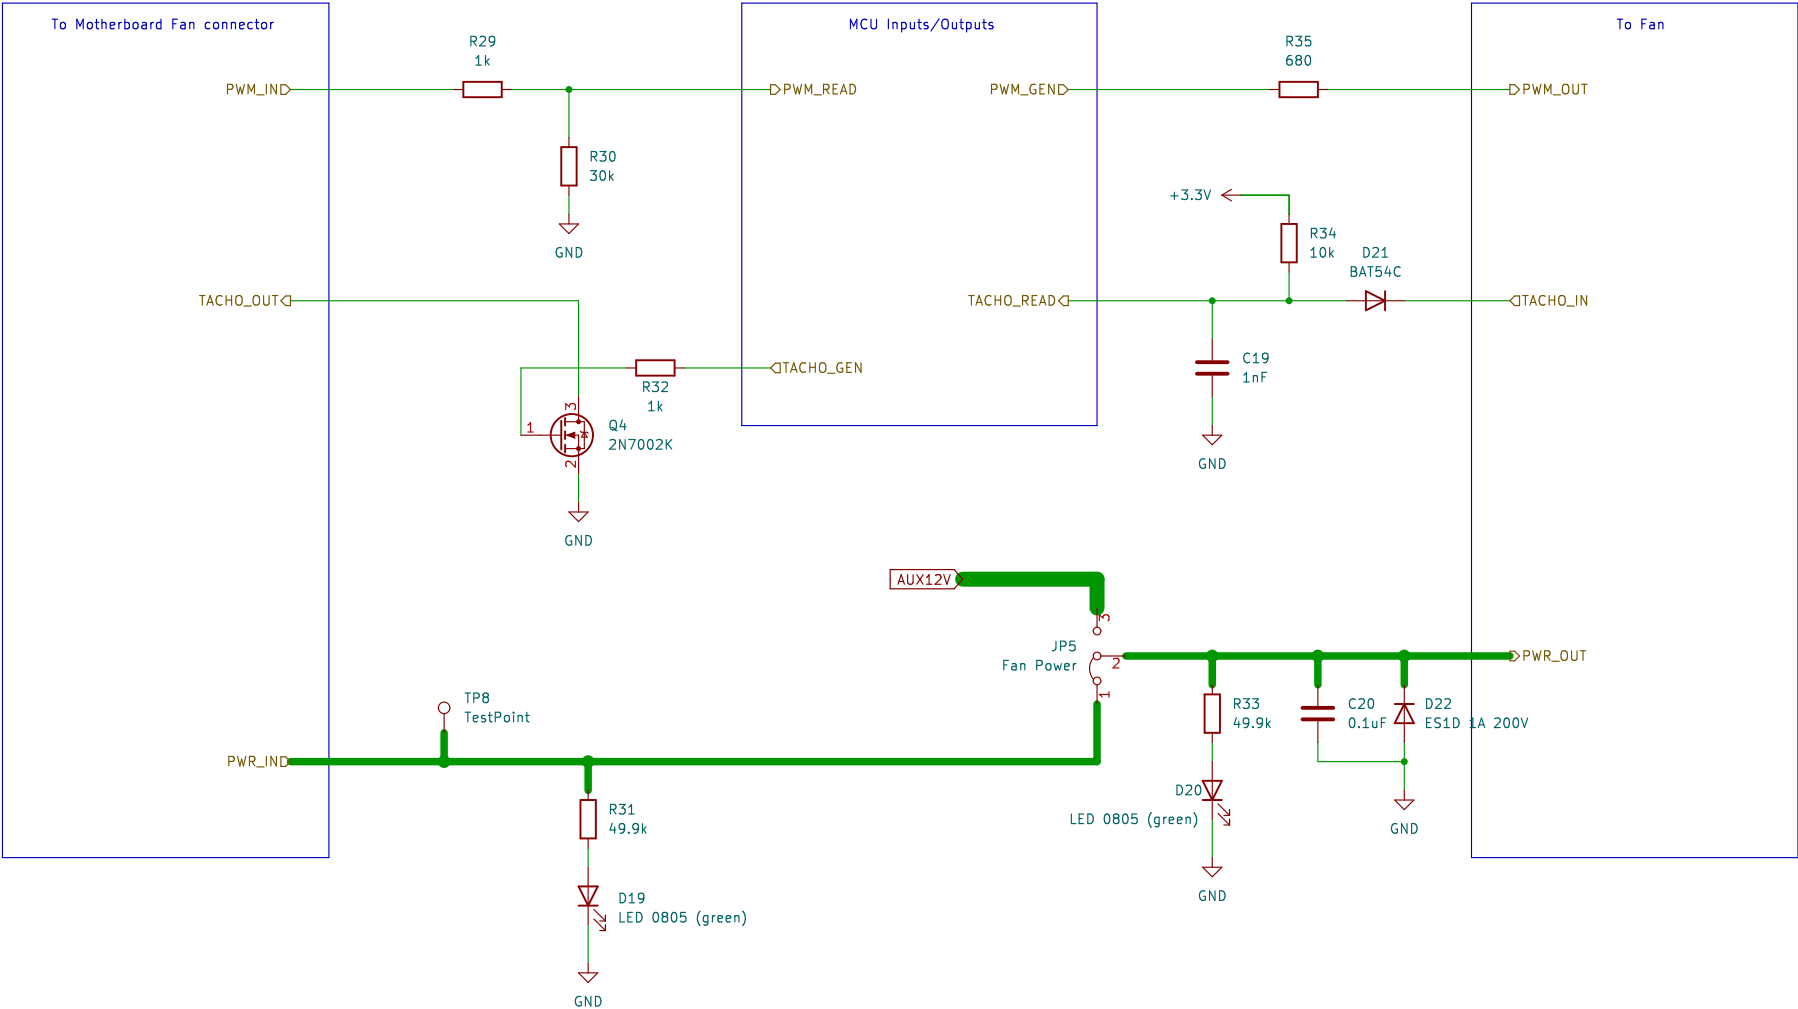 To Motherboard Fan connector
MCU Inputs/Outputs
To Fan
R29
1k
R35
680
PWM_IN
PWM_READ
PWM_GEN
PWM_OUT
R30
30k
GND
+3.3V
R34
10k
D21
BAT54C
TACHO_OUT
TACHO_READ
TACHO_IN
C19
1nF
GND
TACHO_GEN
R32
1k
3
1
2
Q4
2N7002K
GND
AUX12V
3
JP5
Fan Power
2
1
PWR_OUT
TP8
TestPoint
R33
49.9k
C20
0.1uF
D22
ES1D 1A 200V
PWR_IN
D20
LED 0805 (green)
GND
R31
49.9k
GND
D19
LED 0805 (green)
GND